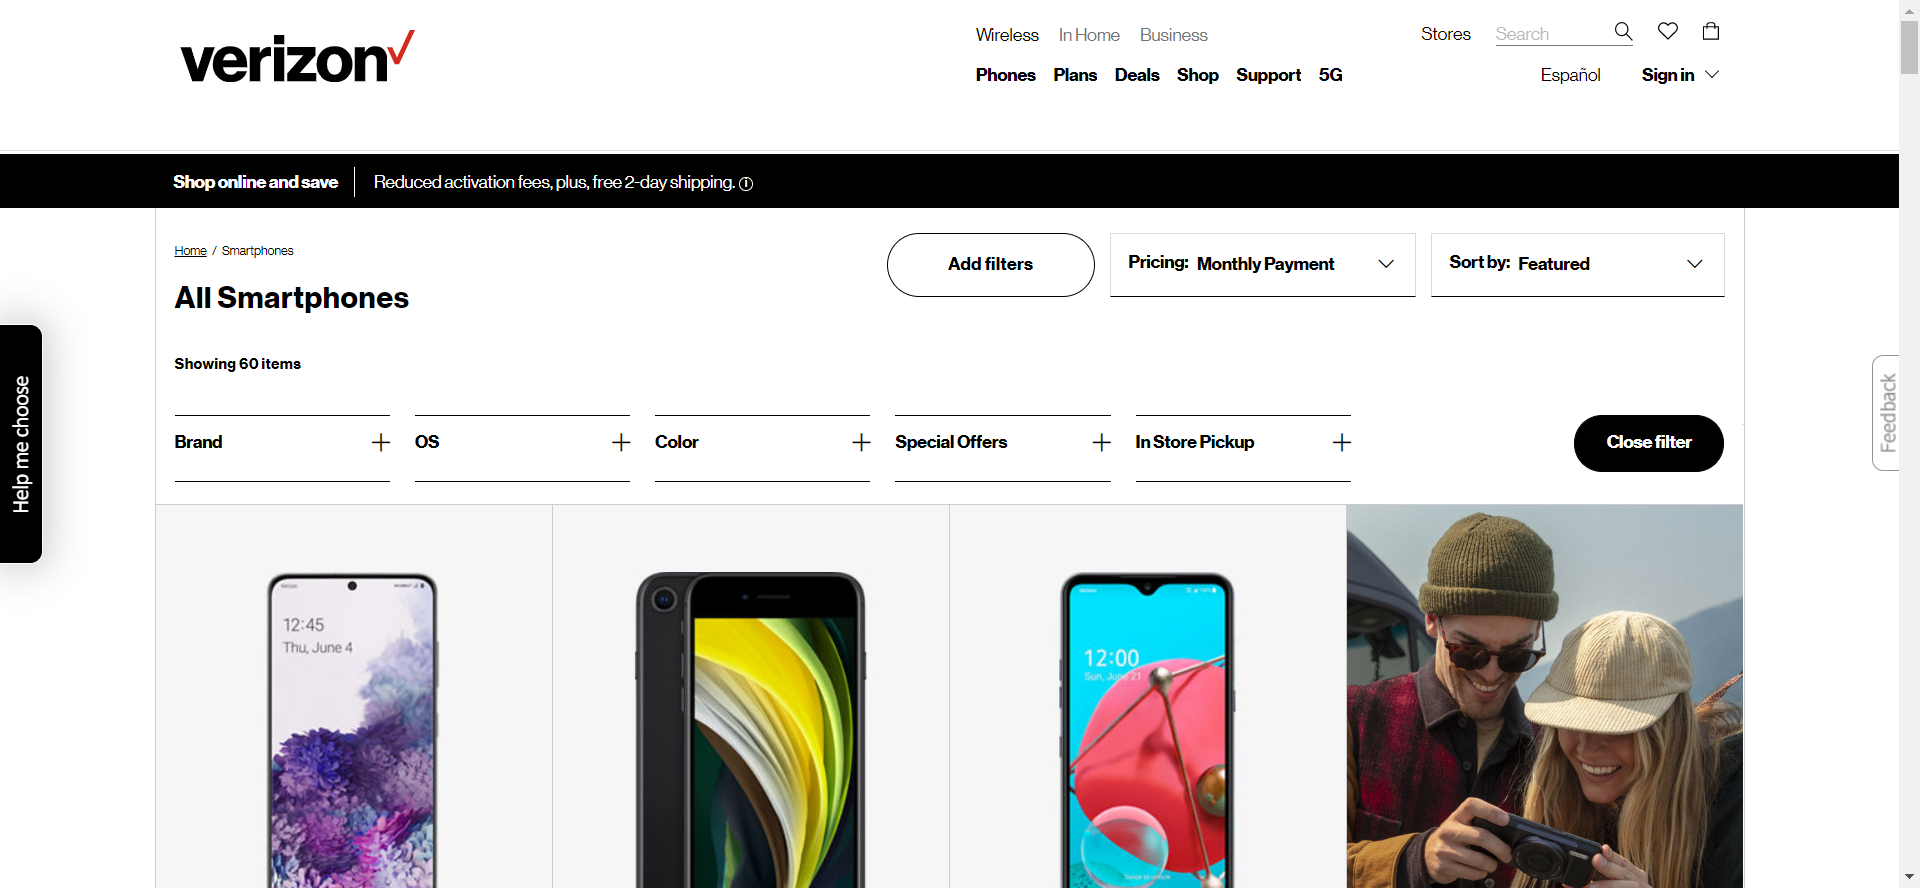 verizon
Wireless In Home Business
Stores Search
Phones Plans Deals Shop Support 5G
Español Sign in
Shop online and save Reduced activation fees, plus, free 2-day shipping.
Home / Smartphones
All Smartphones
Add filters
Pricing: Monthly Payment
Sort by: Featured
Showing 60 items
Brand
OS
Color
Special Offers
In Store Pickup
Close filter
Help me choose
Feedback
12:45
Thu, June 4
12:00
Sun, June 21